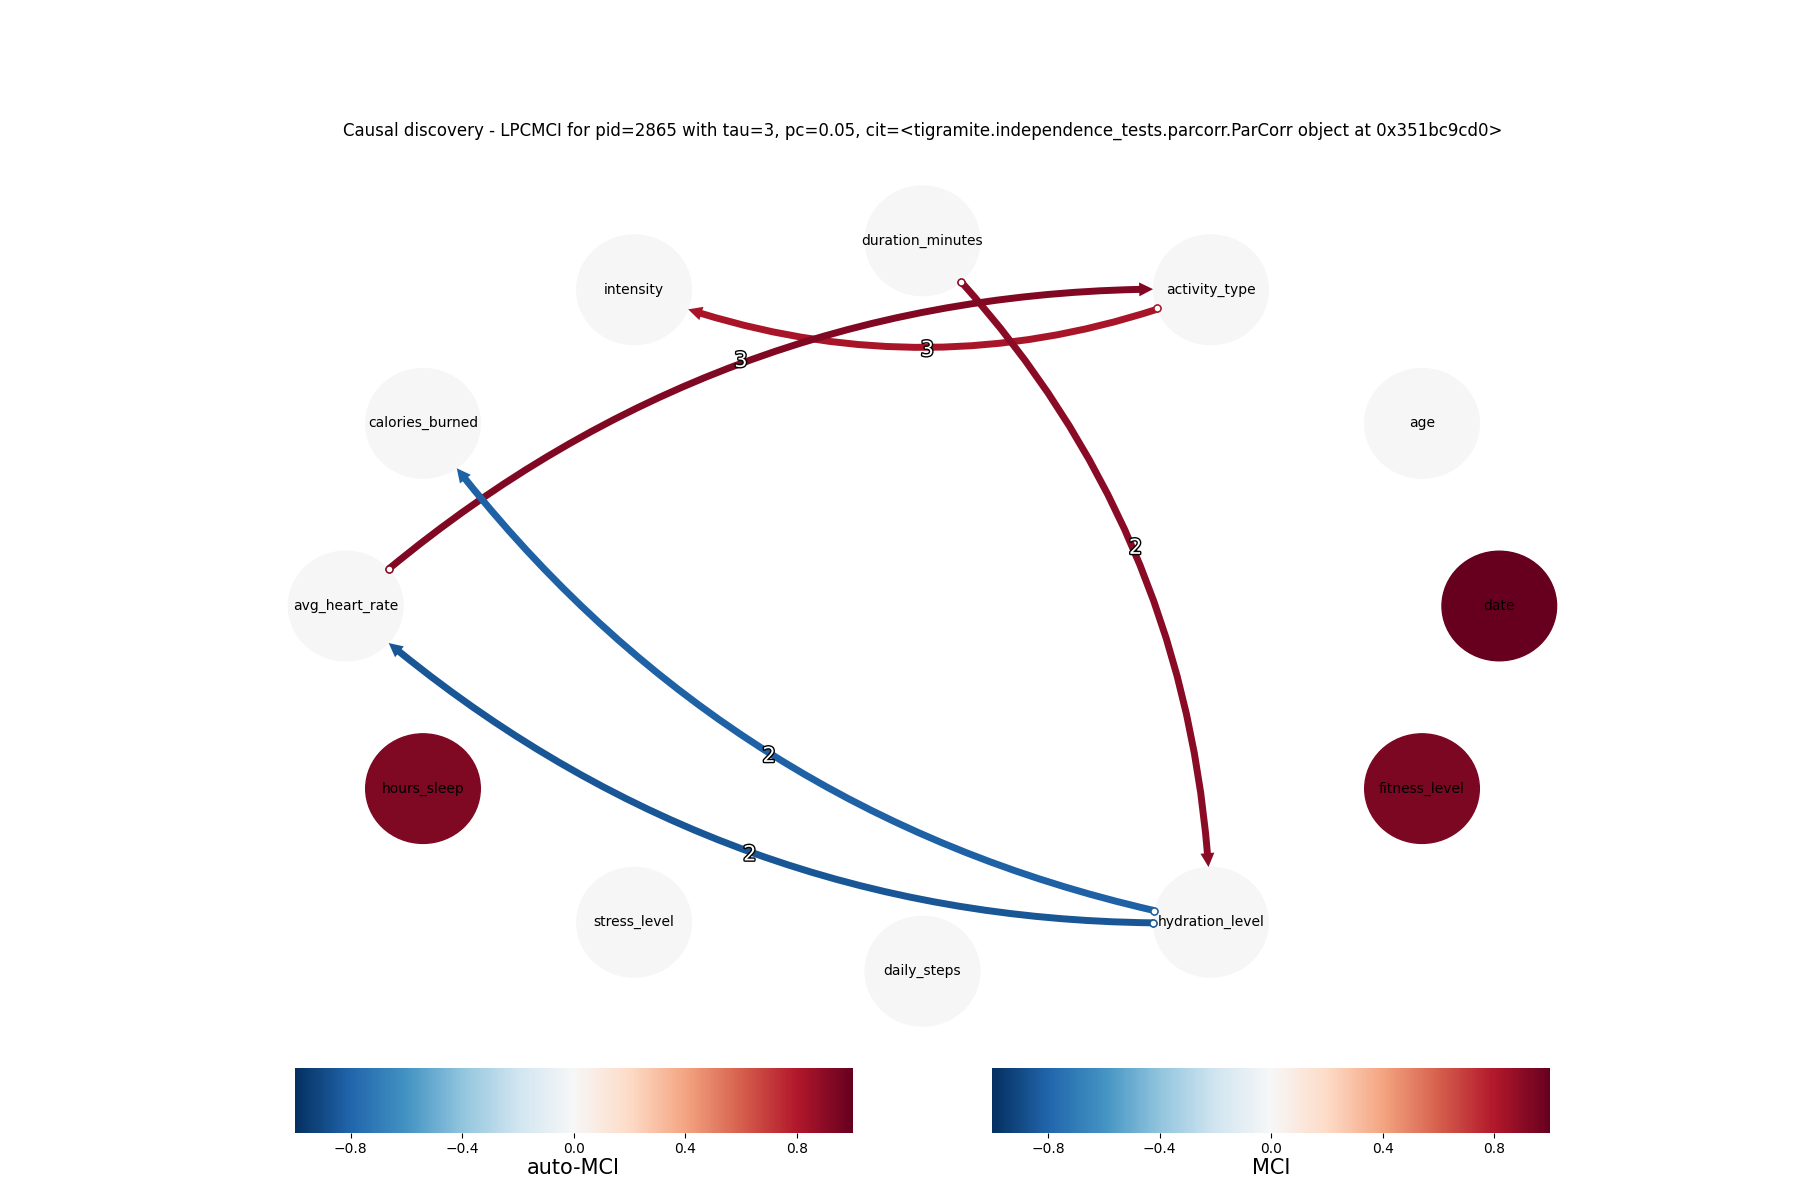 Causal discovery - LPCMCI for pid=2865 with tau=3, pc=0.05, cit=<tigramite.independence_tests.parcorr.ParCorr object at 0x351bc9cd0>
duration_minutes
intensity
activity_type
3
3
calories_burned
age
2
avg_heart_rate
date
2
hours_sleep
fitness_level
2
stress_level
hydration_level
daily_steps
−0.8 −0.4 0.0 0.4 0.8
auto-MCI
−0.8 −0.4 0.0 0.4 0.8
MCI